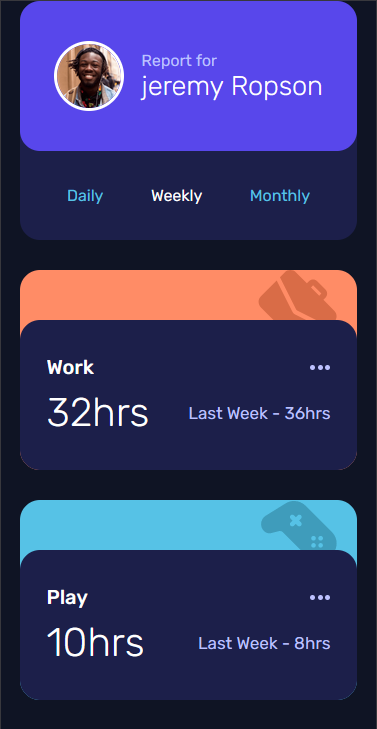 Report for
jeremy Ropson
Daily Weekly Monthly
Work
32hrs Last Week - 36hrs
Play
10hrs Last Week - 8hrs